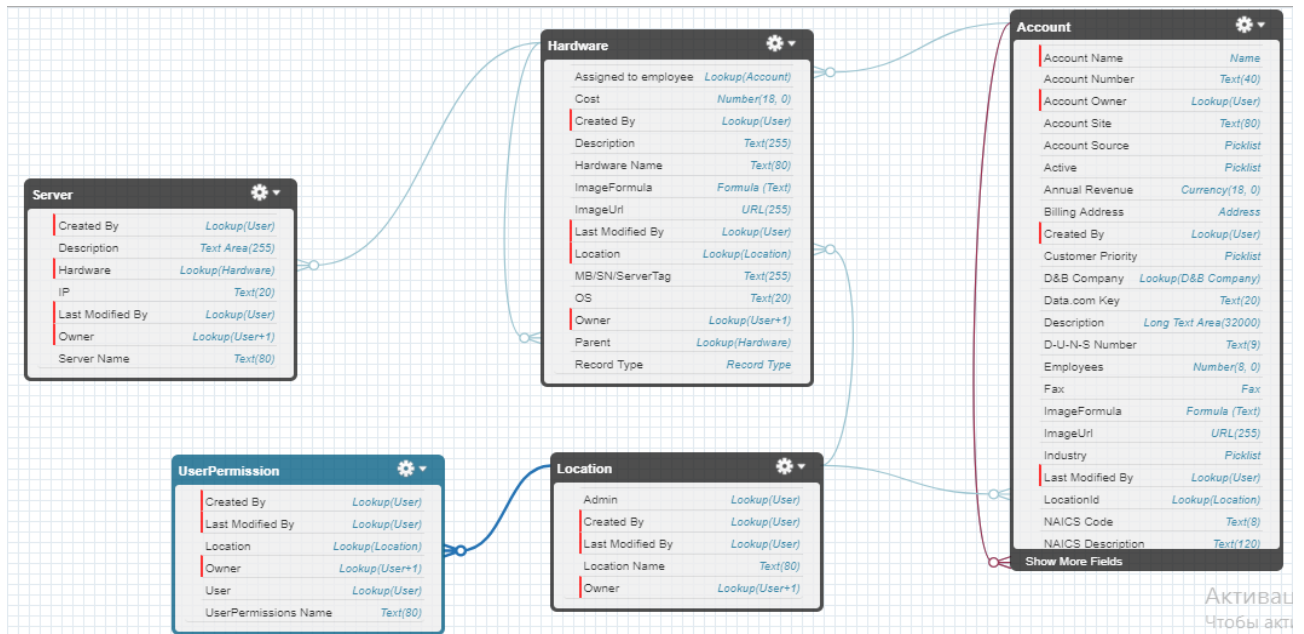 Server
Created By Lookup(User)
Description Text Area(255)
Hardware Lookup(Hardware)
IP Text(20)
Last Modified By Lookup(User)
Owner Lookup(User+1)
Server Name Text(80)
Hardware
Assigned to employee Lookup(Account)
Cost Number(18, 0)
Created By Lookup(User)
Description Text(255)
Hardware Name Text(80)
ImageFormula Formula (Text)
ImageUrl URL(255)
Last Modified By Lookup(User)
Location Lookup(Location)
MB/SN/ServerTag Text(255)
OS Text(20)
Owner Lookup(User+1)
Parent Lookup(Hardware)
Record Type Record Type
Account
Account Name Name
Account Number Text(40)
Account Owner Lookup(User)
Account Site Text(80)
Account Source Picklist
Active Picklist
Annual Revenue Currency(18, 0)
Billing Address Address
Created By Lookup(User)
Customer Priority Picklist
D&B Company Lookup(D&B Company)
Data.com Key Text(20)
Description Long Text Area(32000)
D-U-N-S Number Text(9)
Employees Number(8, 0)
Fax Fax
ImageFormula Formula (Text)
ImageUrl URL(255)
Industry Picklist
Last Modified By Lookup(User)
LocationId Lookup(Location)
NAICS Code Text(8)
NAICS Description Text(120)
Show More Fields
UserPermission
Created By Lookup(User)
Last Modified By Lookup(User)
Location Lookup(Location)
Owner Lookup(User+1)
User Lookup(User)
UserPermissions Name Text(80)
Location
Admin Lookup(User)
Created By Lookup(User)
Last Modified By Lookup(User)
Location Name Text(80)
Owner Lookup(User+1)
Активац
Чтобы акти